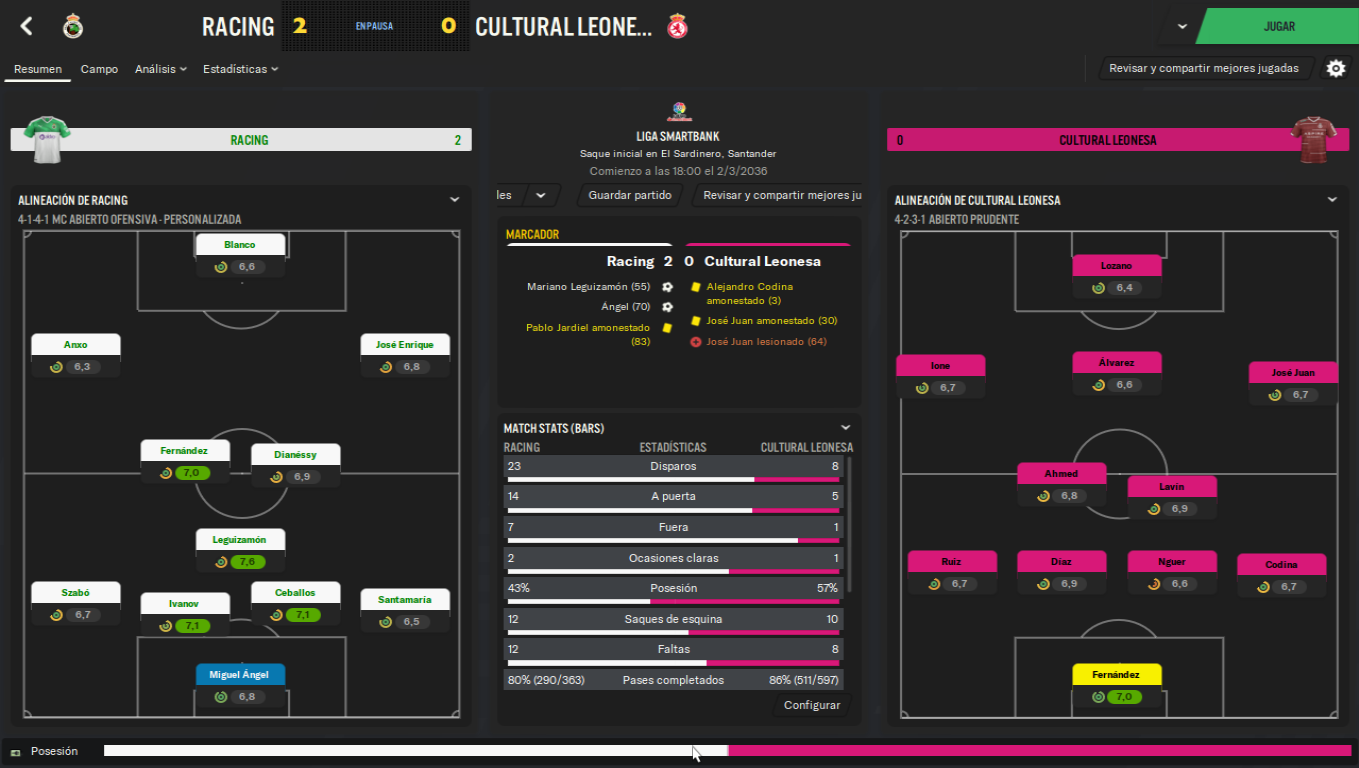 RACING 2 EN PAUSA 0 CULTURAL LEONE...
JUGAR
Resumen Campo Análisis Estadísticas
Revisar y compartir mejores jugadas
RACING 2
ALINEACIÓN DE RACING
4-1-4-1 MC ABIERTO OFENSIVA - PERSONALIZADA
Blanco
6,6
Anxo
6,3
José Enrique
6,8
Fernández
7,0
Dianéssy
6,9
Leguizamón
7,6
Szabó
6,7
Ivanov
7,1
Ceballos
7,1
Santamaría
6,5
Miguel Ángel
6,8
LIGA SMARTBANK
Saque inicial en El Sardinero, Santander
Comienzo a las 18:00 el 2/3/2036
les Guardar partido Revisar y compartir mejores ju
MARCADOR
Racing 2 0 Cultural Leonesa
Mariano Leguizamón (55)
Ángel (70)
Pablo Jardiel amonestado
(83)
Alejandro Codina
amonestado (3)
José Juan amonestado (30)
José Juan lesionado (64)
MATCH STATS (BARS)
RACING ESTADÍSTICAS CULTURAL LEONESA
23 Disparos 8
14 A puerta 5
7 Fuera 1
2 Ocasiones claras 1
43% Posesión 57%
12 Saques de esquina 10
12 Faltas 8
80% (290/363) Pases completados 86% (511/597)
Configurar
0 CULTURAL LEONESA
ALINEACIÓN DE CULTURAL LEONESA
4-2-3-1 ABIERTO PRUDENTE
Lozano
6,4
Ione
6,7
Álvarez
6,6
José Juan
6,7
Ahmed
6,8
Lavín
6,9
Ruiz
6,7
Díaz
6,9
Nguer
6,6
Codina
6,7
Fernández
7,0
Posesión